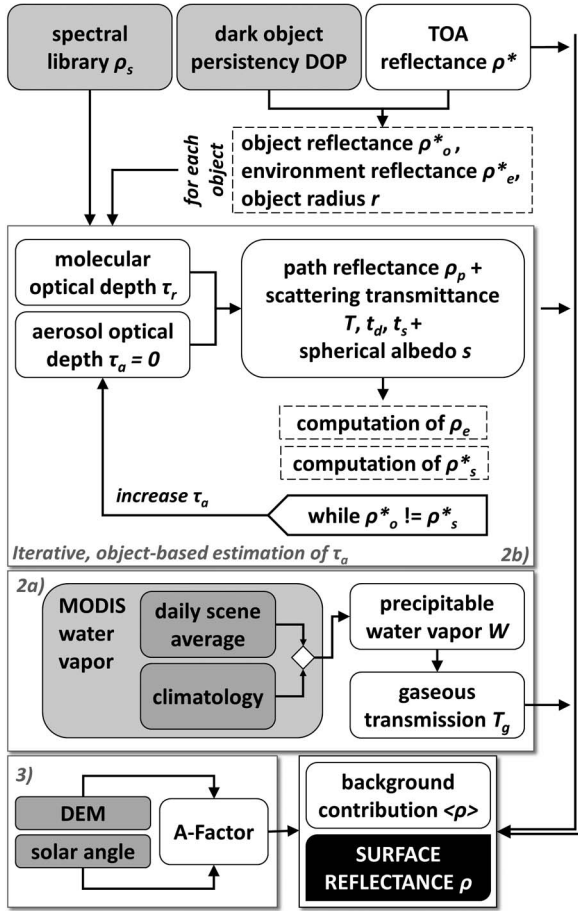 spectral
library ρs
dark object
persistency DOP
TOA
reflectance ρ*
for each
object
object reflectance ρ*o,
environment reflectance ρ*e,
object radius r
molecular
optical depth τr
aerosol optical
depth τa = 0
path reflectance ρp +
scattering transmittance
T, td, ts +
spherical albedo s
computation of ρe
computation of ρ*s
increase τa
while ρ*o != ρ*s
Iterative, object-based estimation of τa
2b)
2a)
MODIS
water
vapor
daily scene
average
climatology
precipitable
water vapor W
gaseous
transmission Tg
3)
DEM
solar angle
A-Factor
background
contribution <ρ>
SURFACE
REFLECTANCE ρ